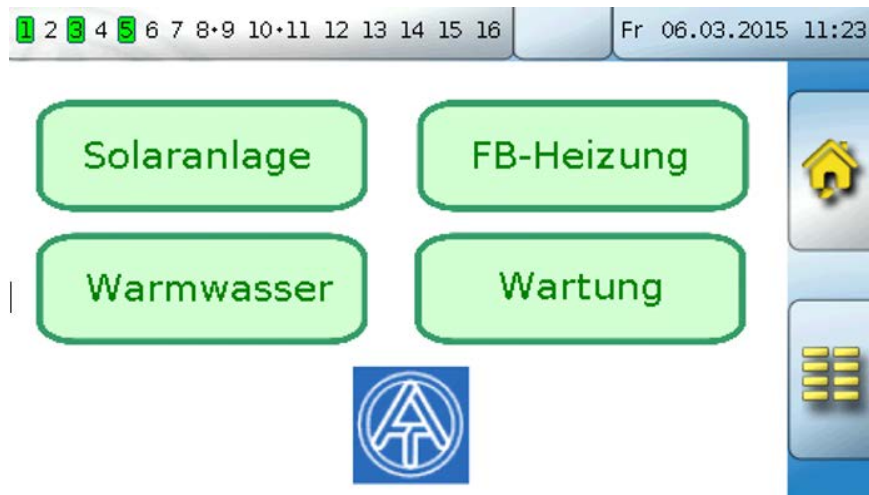 1 2 3 4 5 6 7 8•9 10•11 12 13 14 15 16 Fr 06.03.2015 11:23
Solaranlage FB-Heizung
Warmwasser Wartung
TA